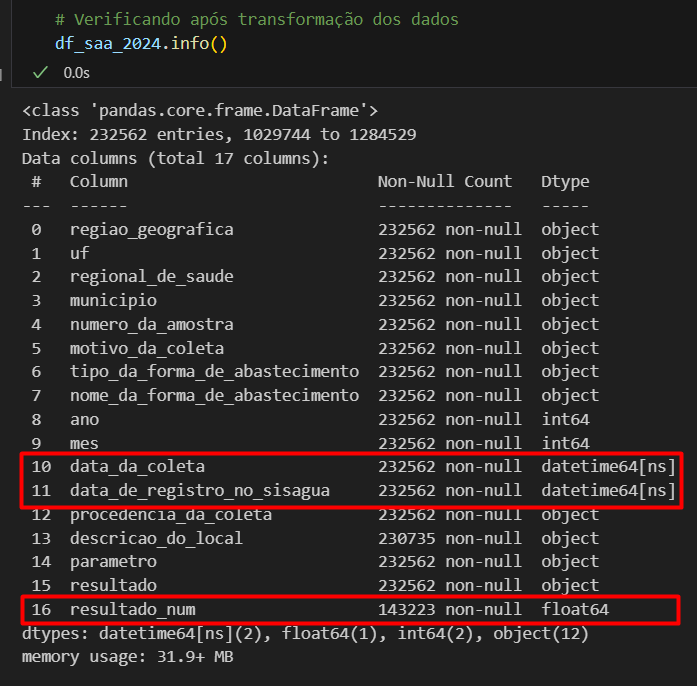 # Verificando após transformação dos dados
df_saa_2024.info()
0.0s
<class 'pandas.core.frame.DataFrame'>
Index: 232562 entries, 1029744 to 1284529
Data columns (total 17 columns):
 #   Column                         Non-Null Count   Dtype
---  ------                         --------------   -----
 0   regiao_geografica              232562 non-null  object
 1   uf                             232562 non-null  object
 2   regional_de_saude              232562 non-null  object
 3   municipio                      232562 non-null  object
 4   numero_da_amostra              232562 non-null  object
 5   motivo_da_coleta               232562 non-null  object
 6   tipo_da_forma_de_abastecimento 232562 non-null  object
 7   nome_da_forma_de_abastecimento 232562 non-null  object
 8   ano                            232562 non-null  int64
 9   mes                            232562 non-null  int64
 10  data_da_coleta                 232562 non-null  datetime64[ns]
 11  data_de_registro_no_sisagua    232562 non-null  datetime64[ns]
 12  procedencia_da_coleta          232562 non-null  object
 13  descricao_do_local             230735 non-null  object
 14  parametro                      232562 non-null  object
 15  resultado                      232562 non-null  object
 16  resultado_num                  143223 non-null  float64
dtypes: datetime64[ns](2), float64(1), int64(2), object(12)
memory usage: 31.9+ MB